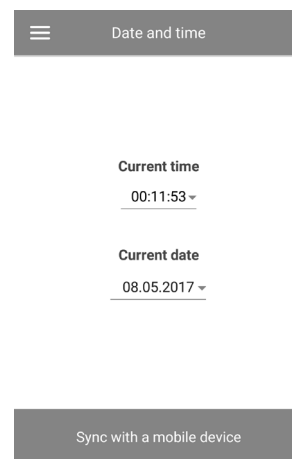 Date and time
Current time
00:11:53
Current date
08.05.2017
Sync with a mobile device